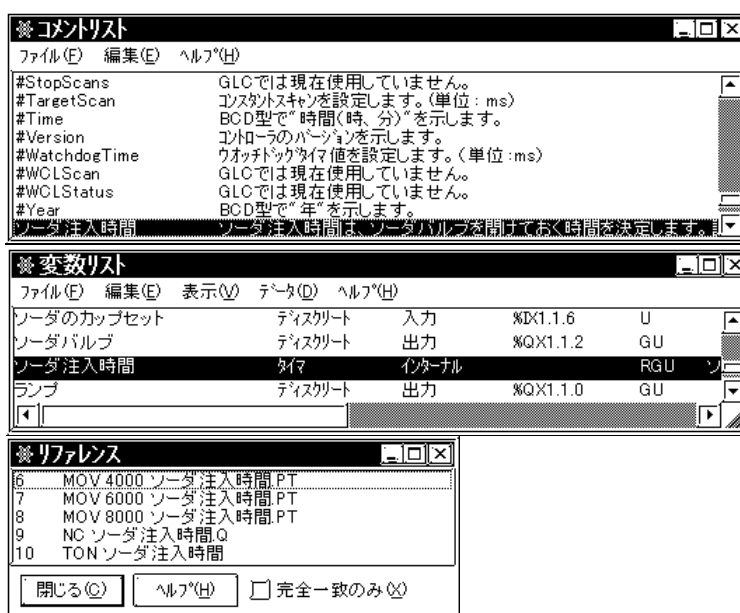 コメントリスト
ファイル(F) 編集(E) ヘルプ(H)
#StopScans GLCでは現在使用していません。
#TargetScan コンスタントスキャンを設定します。(単位:ms)
#Time BCD型で"時間(時、分)"を示します。
#Version コントローラのバージョンを示します。
#WatchdogTime ウオッチドッグタイマ値を設定します。(単位:ms)
#WCLScan GLCでは現在使用していません。
#WCLStatus GLCでは現在使用していません。
#Year BCD型で"年"を示します。
ソーダ注入時間 ソーダ注入時間は、ソーダバルブを開けておく時間を決定します。
変数リスト
ファイル(F) 編集(E) 表示(V) データ(D) ヘルプ(H)
ソーダのカップセット ディスクリート 入力 %IX1.1.6 U
ソーダバルブ ディスクリート 出力 %QX1.1.2 GU
ソーダ注入時間 タイマ インターナル RGU ソ
ランプ ディスクリート 出力 %QX1.1.0 GU
リファレンス
6 MOV 4000 ソーダ注入時間.PT
7 MOV 6000 ソーダ注入時間.PT
8 MOV 8000 ソーダ注入時間.PT
9 NC ソーダ注入時間.Q
10 TON ソーダ注入時間
閉じる(C) ヘルプ(H) 完全一致のみ(X)